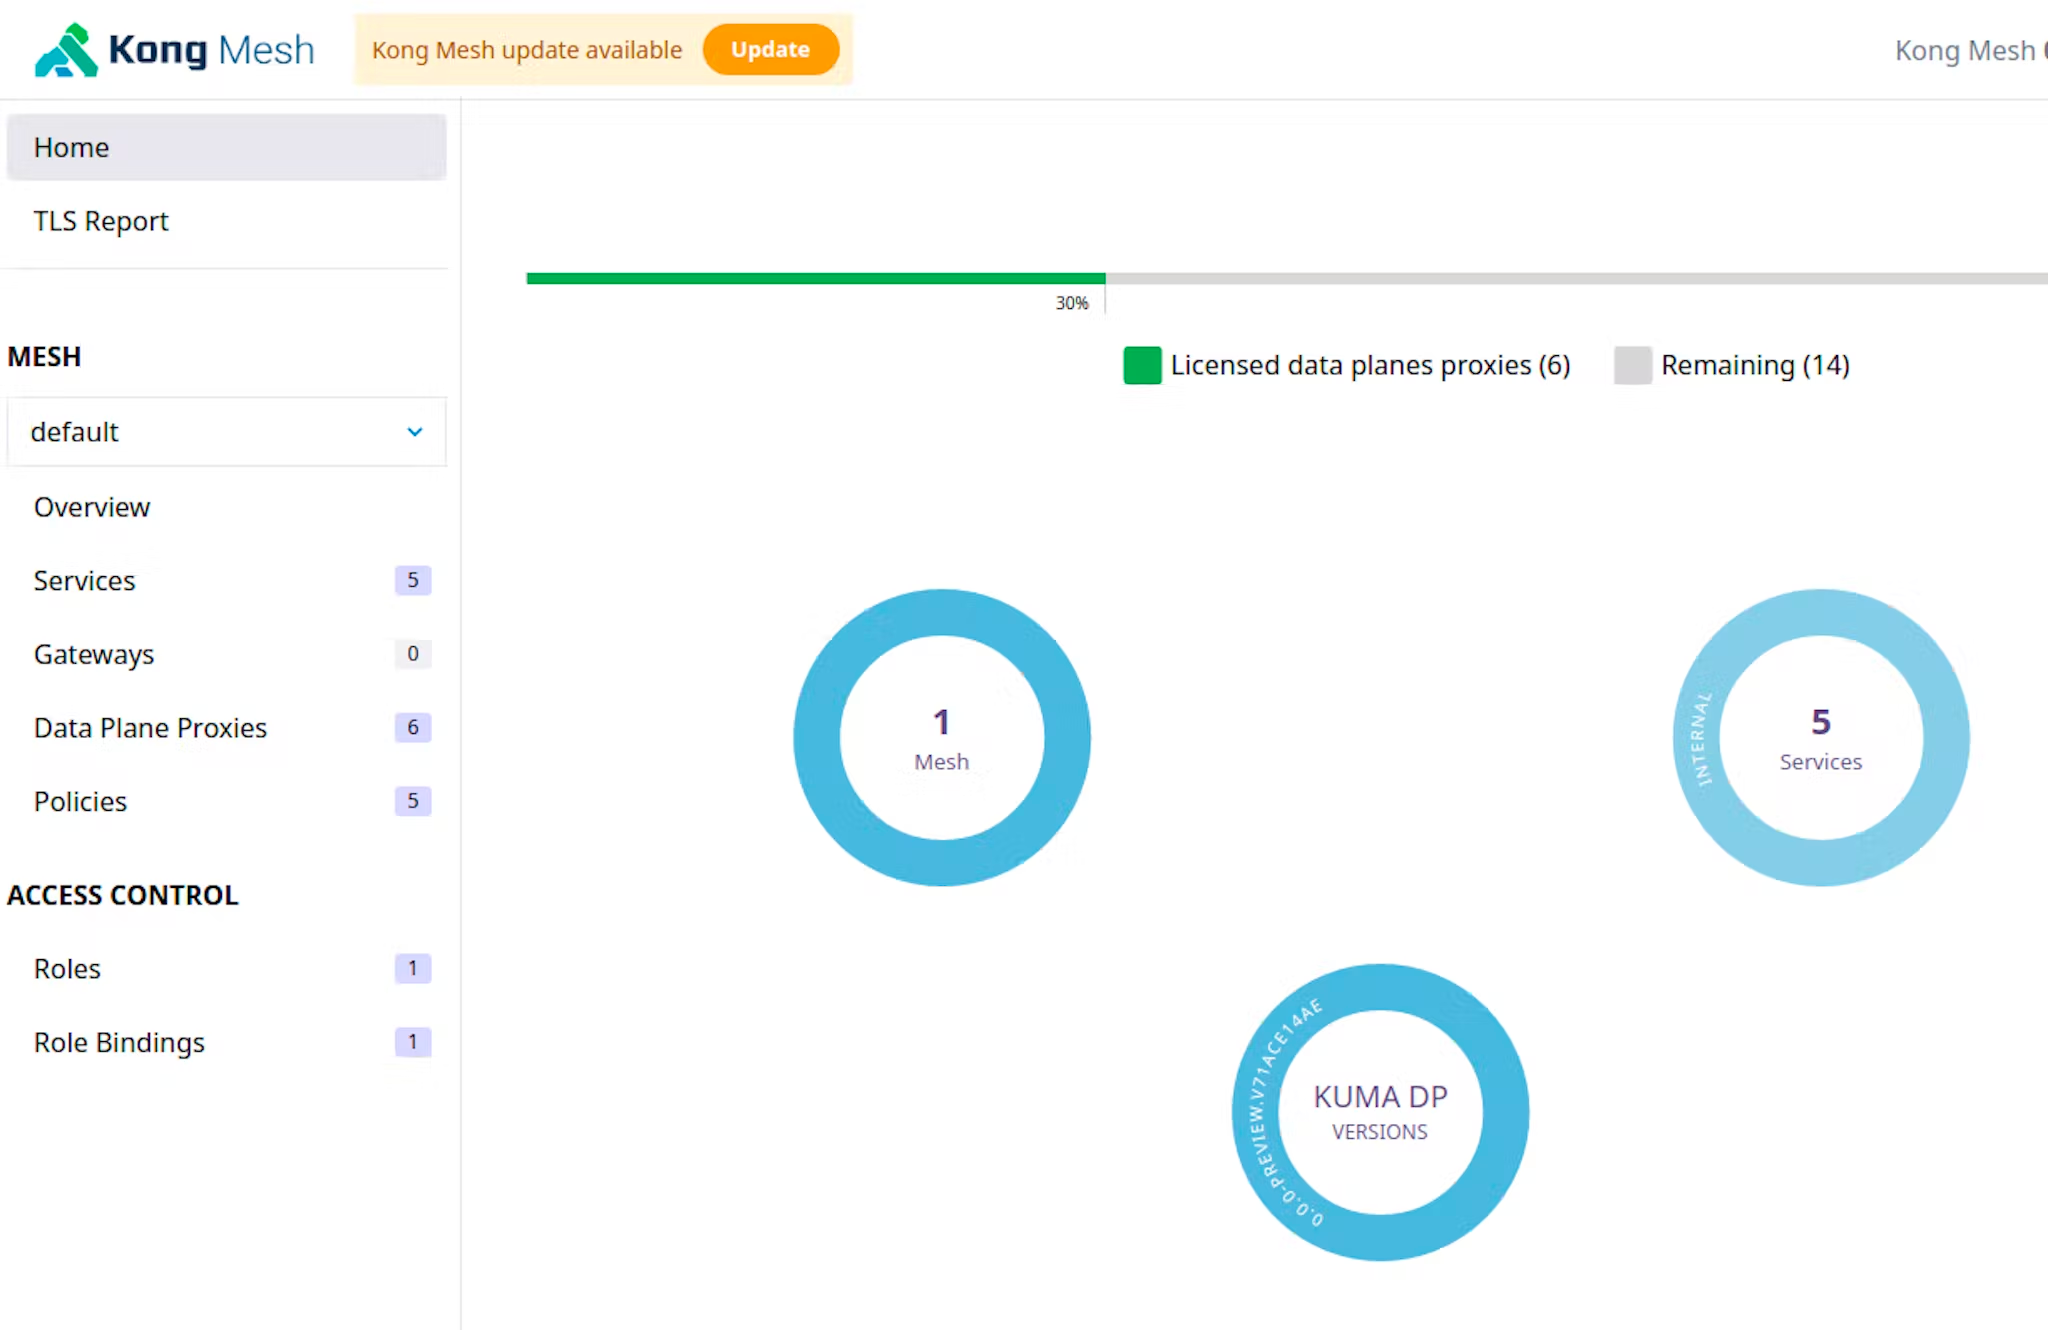 Kong Mesh
Kong Mesh update available
Update
Kong Mesh
Home
TLS Report
30%
Licensed data planes proxies (6)
Remaining (14)
MESH
default
Overview
Services 5
Gateways 0
Data Plane Proxies 6
Policies 5
ACCESS CONTROL
Roles 1
Role Bindings 1
1
Mesh
INTERNAL
5
Services
0.0.0-PREVIEW.V71ACE14AE
KUMA DP
VERSIONS